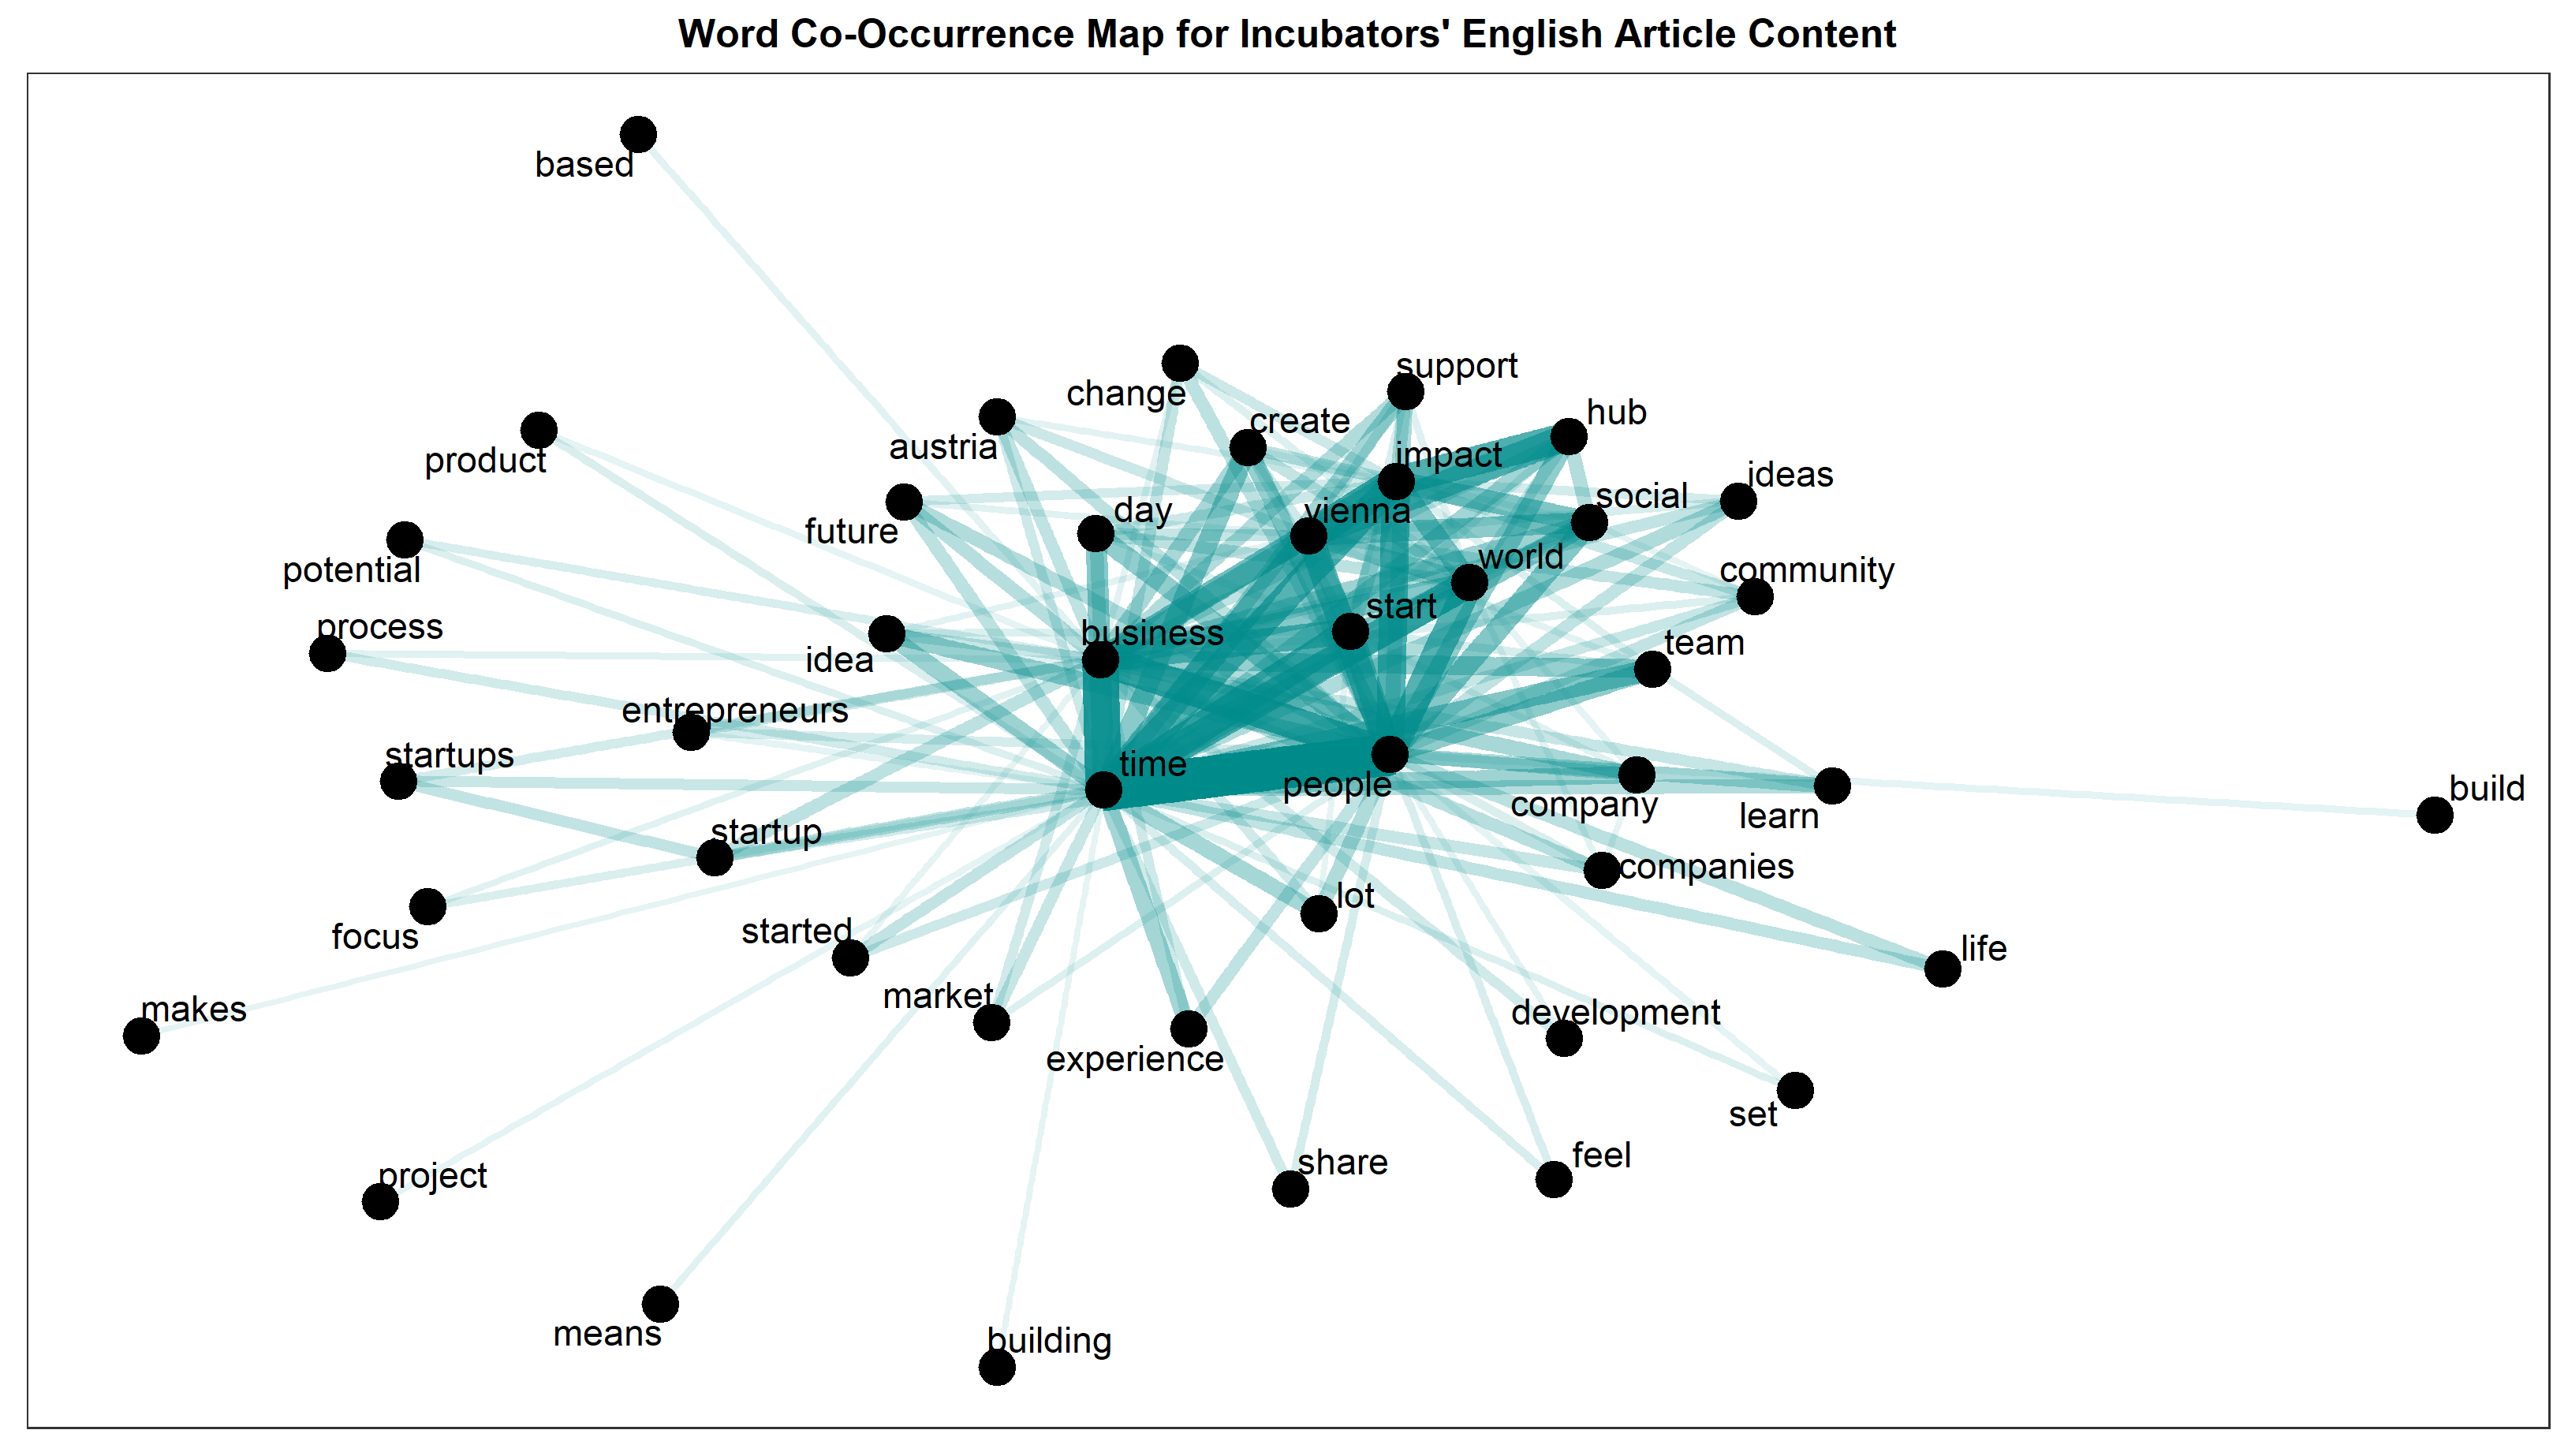 Word Co-Occurrence Map for Incubators' English Article Content
based
support
change
hub
create
austria
impact
product
ideas
social
day
vienna
future
world
potential
community
start
process
business
team
idea
entrepreneurs
startups
time
people
build
company
learn
startup
companies
lot
started
focus
life
market
makes
development
experience
set
feel
share
project
means
building